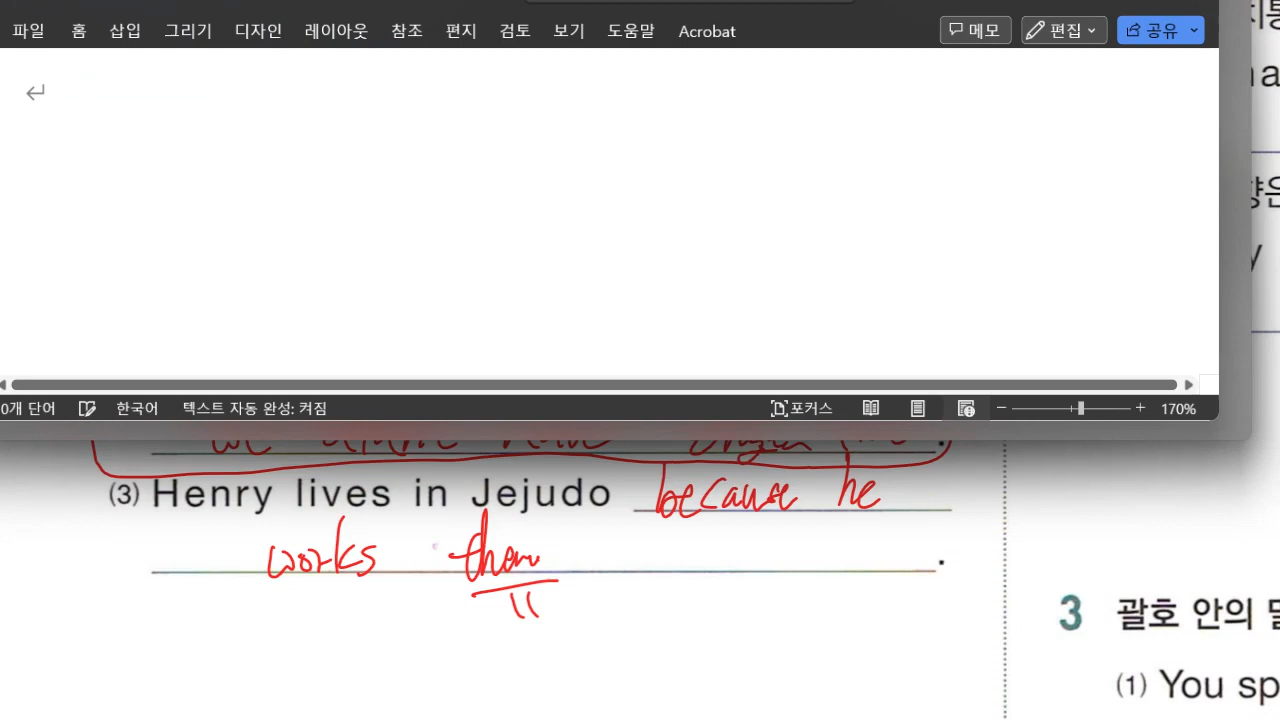 파일 홈 삽입 그리기 디자인 레이아웃 참조 편지 검토 보기 도움말 Acrobat 메모 편집 공유
0개 단어 한국어 텍스트 자동 완성: 켜짐 포커스 170%
we have
(3) Henry lives in Jejudo because he
works there .
3 괄호 안의
(1) You sp